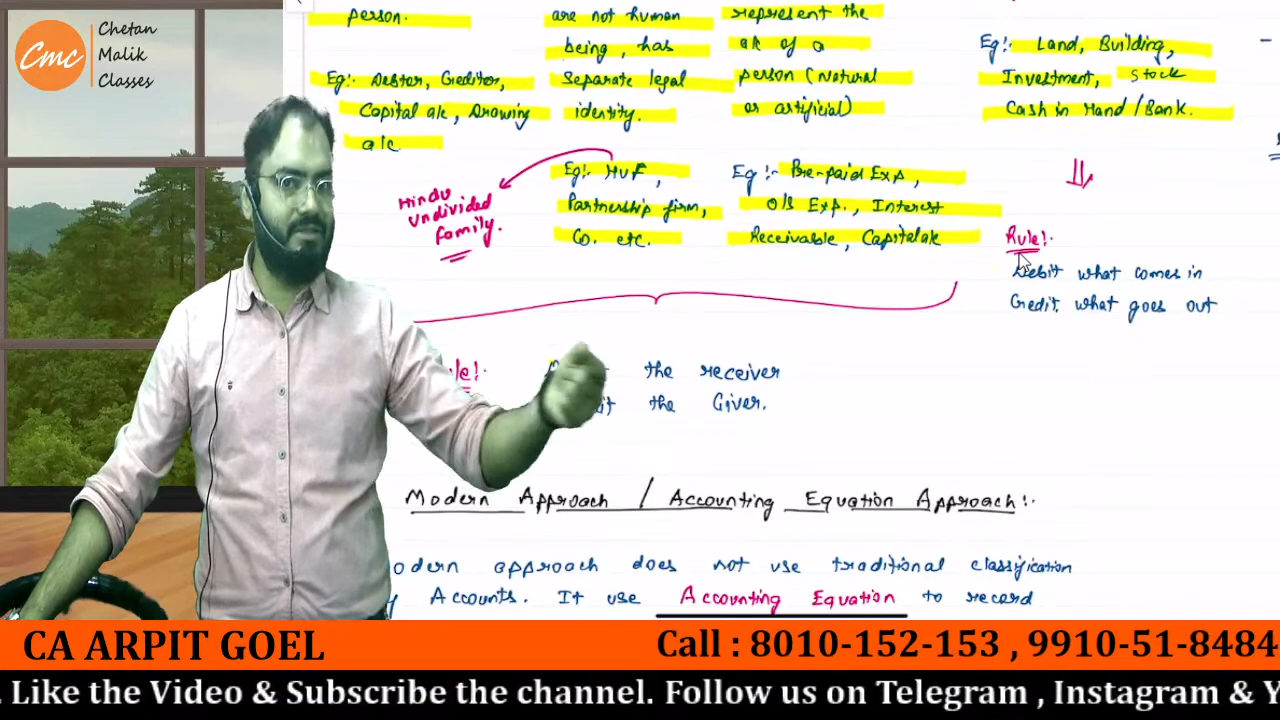 Cmc
Chetan
Malik
Classes
person.
Eg:- Debtor, Creditor,
Capital a/c, Drawing
a/c
are not human
being, has
separate legal
identity.
Eg:- HUF,
Partnership firm,
Co. etc.
Hindu
Undivided
family.
represent the
a/c of a
person (natural
or artificial)
Eg:- Pre-paid Exp,
o/s Exp., Interest
Receivable, Capital a/c
Eg:- Land, Building,
Investment, Stock
Cash in Hand / Bank.
Rule:-
Debit what comes in
Credit what goes out
the receiver
the Giver.
Modern Approach / Accounting Equation Approach:-
approach does not use traditional classification
Accounts. It use Accounting Equation to record
CA ARPIT GOEL
Call : 8010-152-153 , 9910-51-8484
. Like the Video & Subscribe the channel. Follow us on Telegram , Instagram & Y